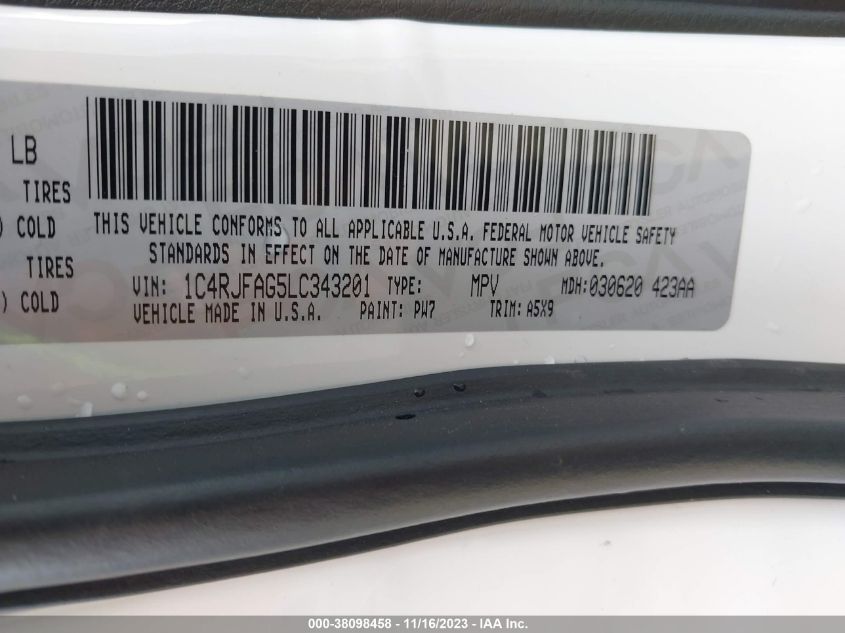 LB
TIRES
) COLD
TIRES
) COLD
THIS VEHICLE CONFORMS TO ALL APPLICABLE U.S.A. FEDERAL MOTOR VEHICLE SAFETY
STANDARDS IN EFFECT ON THE DATE OF MANUFACTURE SHOWN ABOVE.
VIN: 1C4RJFAG5LC343201 TYPE: MPV MDH:030620 423AA
VEHICLE MADE IN U.S.A. PAINT: PW7 TRIM: A5X9
000-38098458 - 11/16/2023 - IAA Inc.